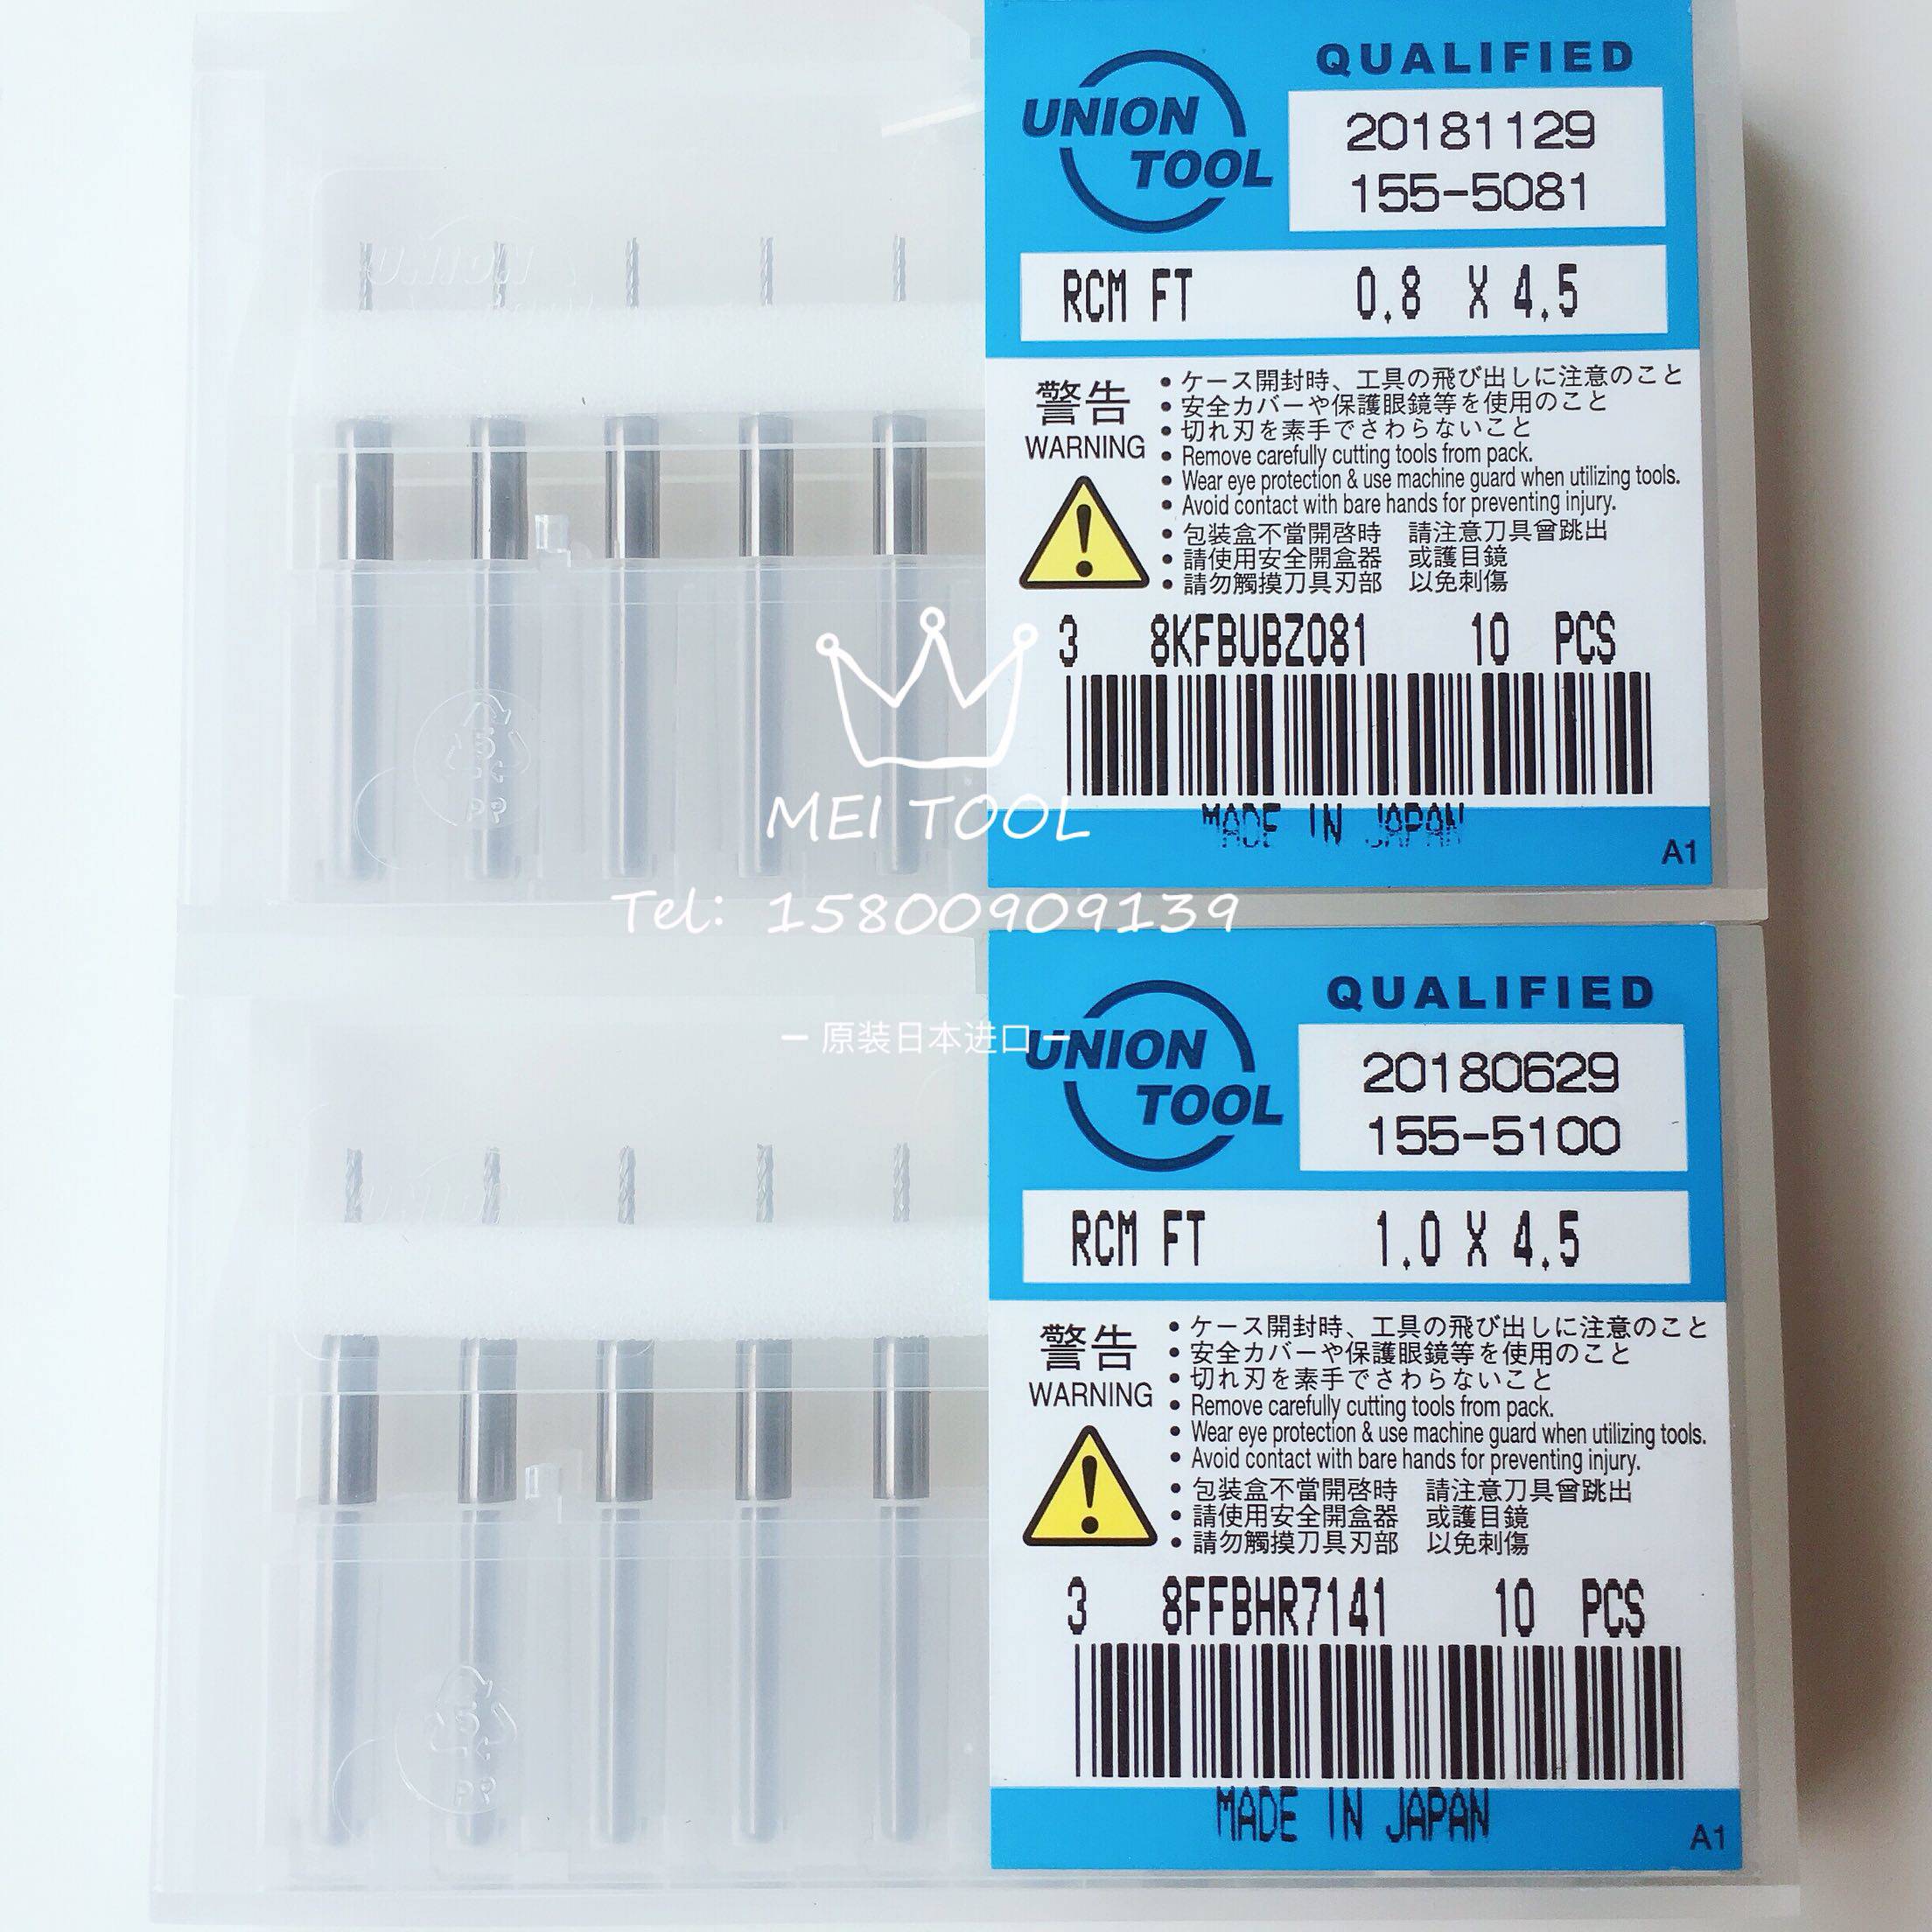 QUALIFIED
UNION
TOOL
20181129
155-5081
RCM FT 0.8 X 4.5
警告
WARNING
• ケース開封時、工具の飛び出しに注意のこと
• 安全カバーや保護眼鏡等を使用のこと
• 切れ刃を素手でさわらないこと
• Remove carefully cutting tools from pack.
• Wear eye protection & use machine guard when utilizing tools.
• Avoid contact with bare hands for preventing injury.
• 包装盒不當開啓時 請注意刀具曾跳出
• 請使用安全開盒器 或護目鏡
• 請勿觸摸刀具刃部 以免刺傷
3 8KFBUBZ081 10 PCS
MADE IN JAPAN
A1
UNION
5
PP
MEI TOOL
Tel: 15800909139
原装日本进口
QUALIFIED
UNION
TOOL
20180629
155-5100
RCM FT 1.0 X 4.5
警告
WARNING
• ケース開封時、工具の飛び出しに注意のこと
• 安全カバーや保護眼鏡等を使用のこと
• 切れ刃を素手でさわらないこと
• Remove carefully cutting tools from pack.
• Wear eye protection & use machine guard when utilizing tools.
• Avoid contact with bare hands for preventing injury.
• 包装盒不當開啓時 請注意刀具曾跳出
• 請使用安全開盒器 或護目鏡
• 請勿觸摸刀具刃部 以免刺傷
3 8FFBHR7141 10 PCS
MADE IN JAPAN
A1
5
PP